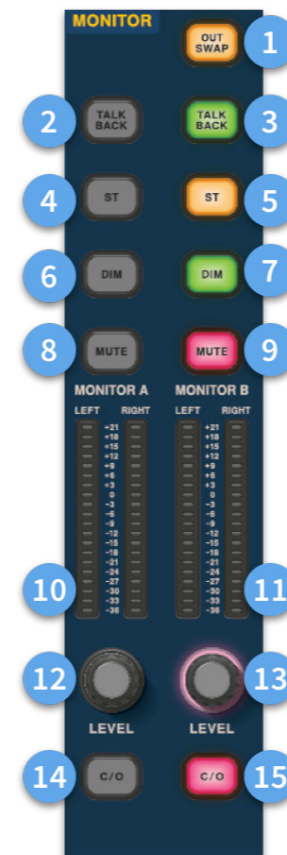 MONITOR
OUT SWAP 1
2 TALK BACK TALK BACK 3
4 ST ST 5
6 DIM DIM 7
8 MUTE MUTE 9
MONITOR A MONITOR B
LEFT RIGHT LEFT RIGHT
+21 +21
+18 +18
+15 +15
+12 +12
+9 +9
+6 +6
+3 +3
0 0
-3 -3
-6 -6
-9 -9
-12 -12
-15 -15
-18 -18
-21 -21
-24 -24
-27 -27
-30 -30
-33 -33
-36 -36
10 11
12 13
LEVEL LEVEL
14 C/O C/O 15